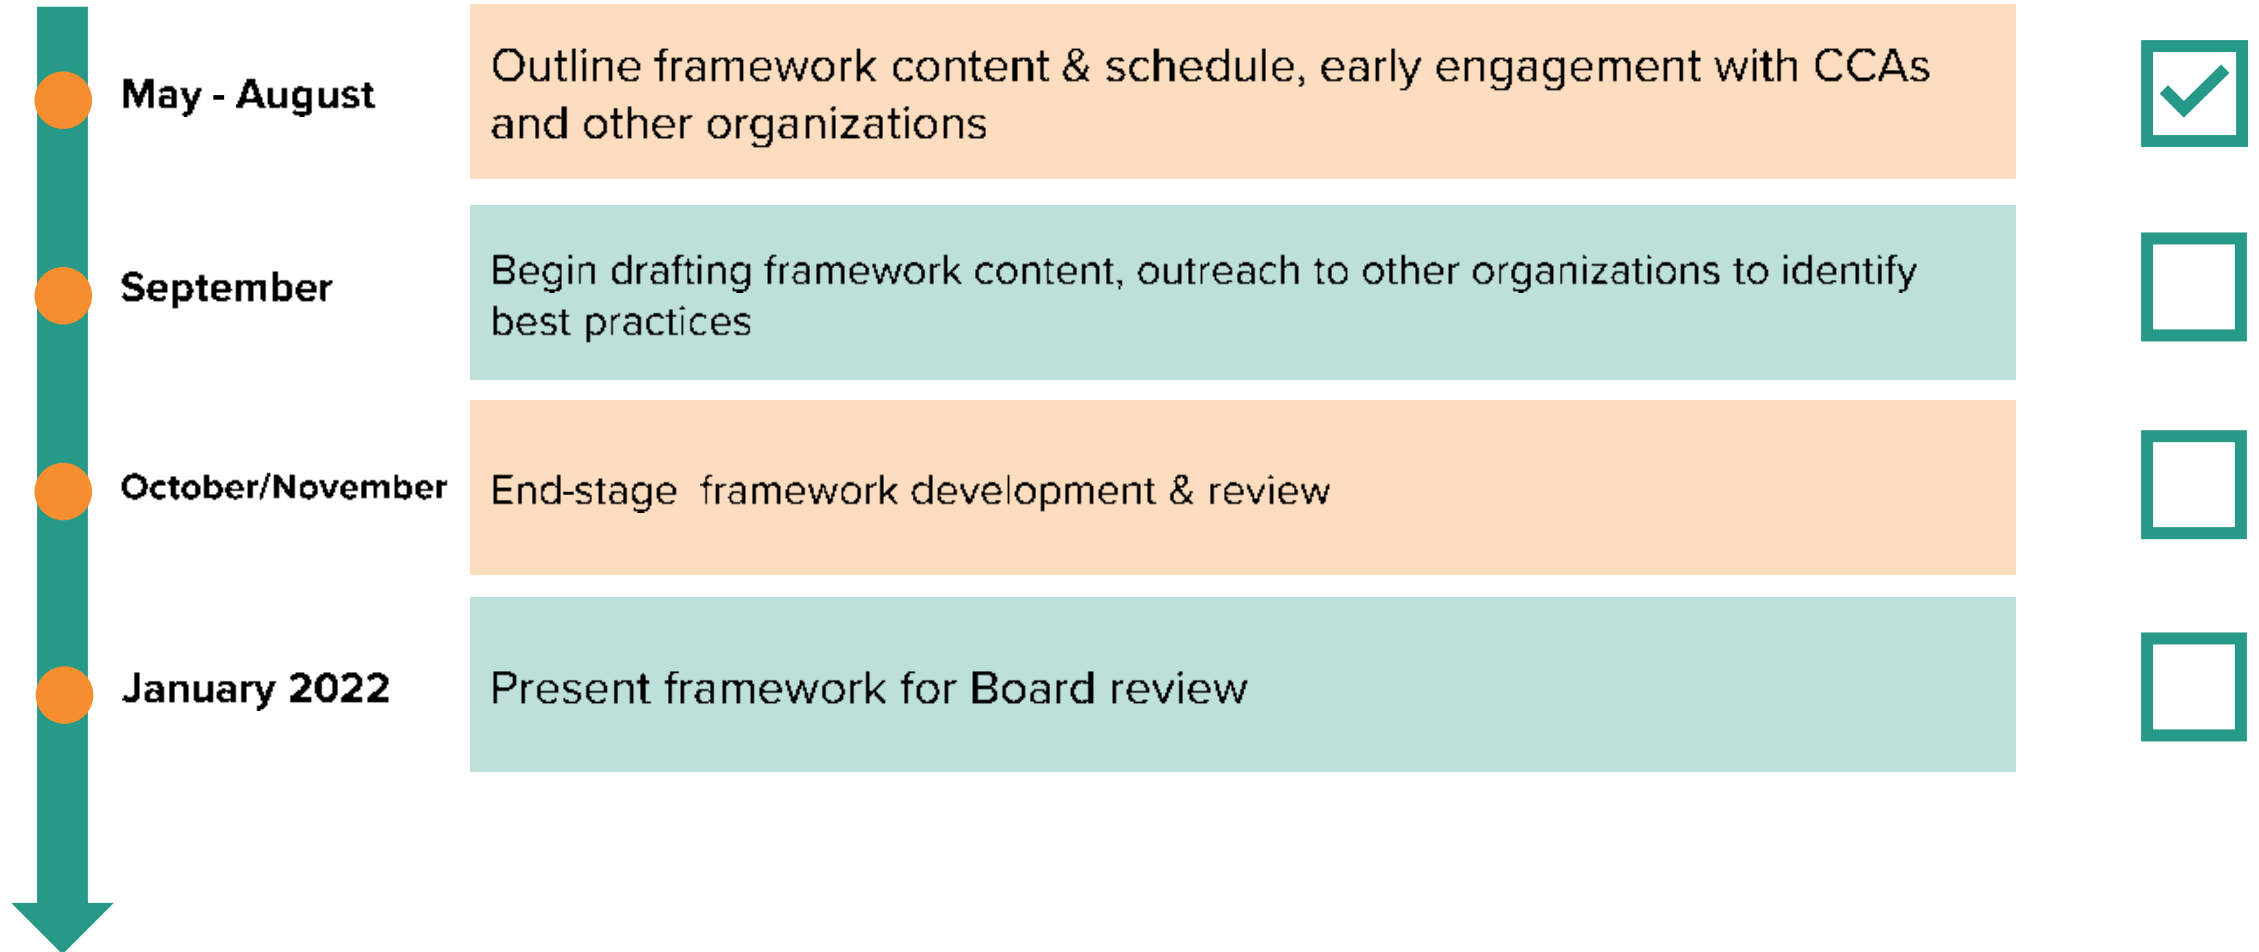 May - August
Outline framework content & schedule, early engagement with CCAs
and other organizations
September
Begin drafting framework content, outreach to other organizations to identify
best practices
October/November
End-stage  framework development & review
January 2022
Present framework for Board review